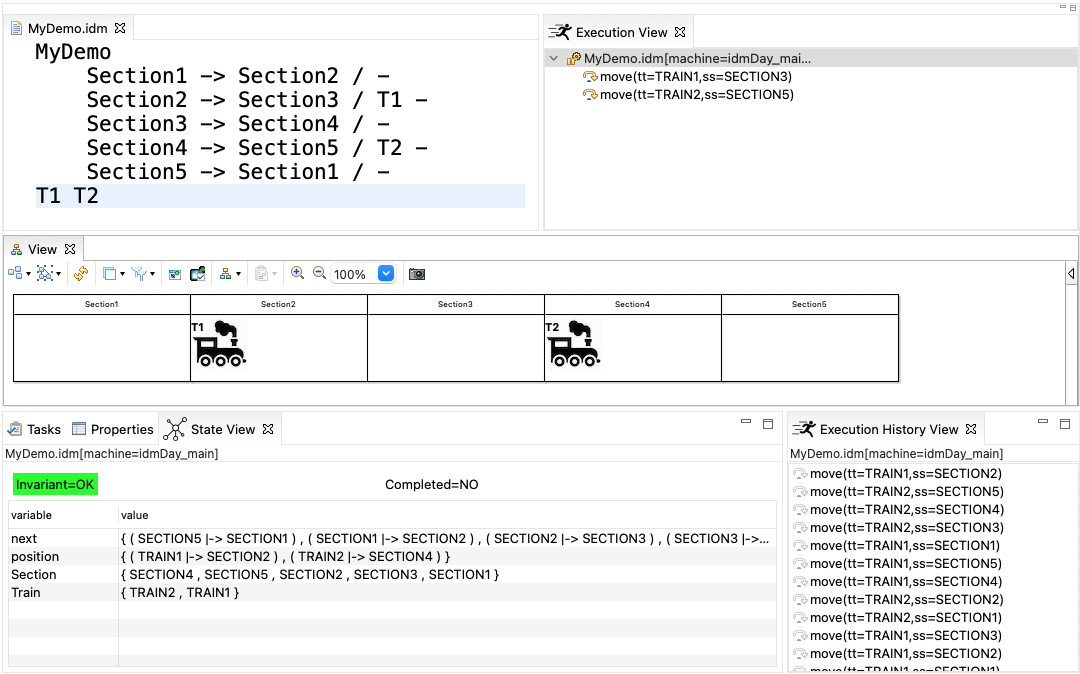 MyDemo.idm
MyDemo
Section1 -> Section2 / -
Section2 -> Section3 / T1 -
Section3 -> Section4 / -
Section4 -> Section5 / T2 -
Section5 -> Section1 / -
T1 T2
Execution View
MyDemo.idm[machine=idmDay_mai...
move(tt=TRAIN1,ss=SECTION3)
move(tt=TRAIN2,ss=SECTION5)
View
100%
Section1 Section2 Section3 Section4 Section5
T1 T2
Tasks Properties State View
MyDemo.idm[machine=idmDay_main]
Invariant=OK Completed=NO
variable value
next { ( SECTION5 |-> SECTION1 ) , ( SECTION1 |-> SECTION2 ) , ( SECTION2 |-> SECTION3 ) , ( SECTION3 |->...
position { ( TRAIN1 |-> SECTION2 ) , ( TRAIN2 |-> SECTION4 ) }
Section { SECTION4 , SECTION5 , SECTION2 , SECTION3 , SECTION1 }
Train { TRAIN2 , TRAIN1 }
Execution History View
MyDemo.idm[machine=idmDay_main]
move(tt=TRAIN1,ss=SECTION2)
move(tt=TRAIN2,ss=SECTION5)
move(tt=TRAIN2,ss=SECTION4)
move(tt=TRAIN2,ss=SECTION3)
move(tt=TRAIN1,ss=SECTION1)
move(tt=TRAIN1,ss=SECTION5)
move(tt=TRAIN1,ss=SECTION4)
move(tt=TRAIN2,ss=SECTION2)
move(tt=TRAIN2,ss=SECTION1)
move(tt=TRAIN1,ss=SECTION3)
move(tt=TRAIN1,ss=SECTION2)
move(tt=TRAIN1,ss=SECTION1)